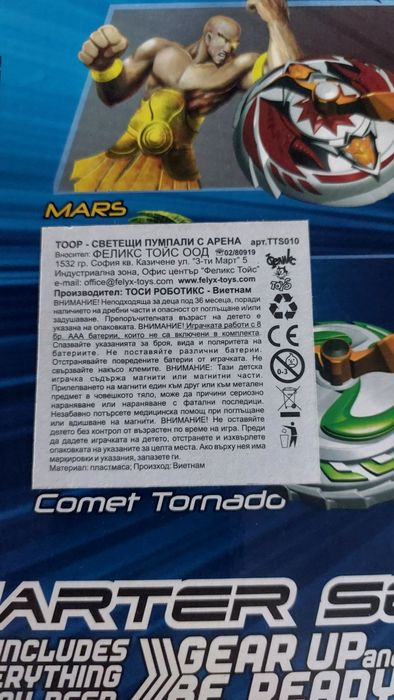 MARS
ТООР - СВЕТЕЩИ ПУМПАЛИ С АРЕНА арт.TTS010
Вносител: ФЕЛИКС ТОЙС ООД ☎02/80919
1532 гр. София кв. Казичене ул. "3-ти Март" 5
Индустриална зона, Офис център "Феликс Тойс"
e-mail: office@felyx-toys.com www.felyx-toys.com
Производител: ТОСИ РОБОТИКС - Виетнам
ВНИМАНИЕ! Неподходяща за деца под 36 месеца, поради
наличието на дребни части и опасност от поглъщане и/или
задушаване. Препоръчителната възраст на детето е
указана на опаковката. ВНИМАНИЕ! Играчката работи с 6
бр. ААА батерии, които не са включени в комплекта.
Спазвайте указанията за броя, вида и поляритета на
батериите. Не поставяйте различни батерии.
Отстранявайте повредените батерии от играчката. Не
свързвайте накъсо клемите. ВНИМАНИЕ! Тази детска
играчка съдържа магнити или магнитни части.
Прилепването на магнити един към друг или към метален
предмет в човешкото тяло, може да причини сериозно
нараняване или нараняване с фатални последици.
Незабавно потърсете медицинска помощ при поглъщане
или вдишване на магнити. ВНИМАНИЕ! Не оставяйте
детето без контрол от възрастен по време на игра. Преди
да дадете играчката на детето, отстранете и изхвърлете
опаковката на указаните за целта места. Ако върху нея има
маркировки и указания, запазете ги.
Материал: пластмаса; Произход: Виетнам
Феликс
Toys
CE
0-3
Comet Tornado
ARTER S
INCLUDES
GEAR UP and
BE READY